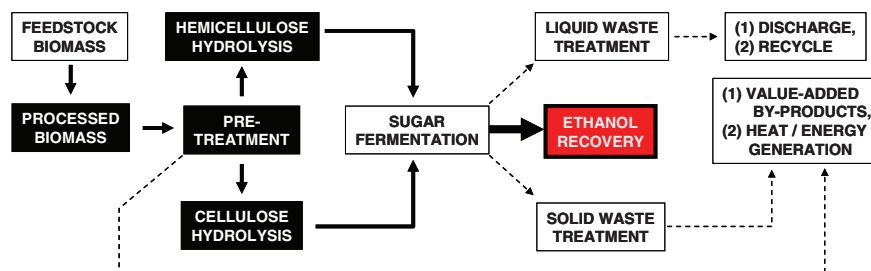 FEEDSTOCK
BIOMASS
PROCESSED
BIOMASS
HEMICELLULOSE
HYDROLYSIS
PRE-
TREATMENT
CELLULOSE
HYDROLYSIS
SUGAR
FERMENTATION
LIQUID WASTE
TREATMENT
ETHANOL
RECOVERY
SOLID WASTE
TREATMENT
(1) DISCHARGE,
(2) RECYCLE
(1) VALUE-ADDED
BY-PRODUCTS,
(2) HEAT / ENERGY
GENERATION